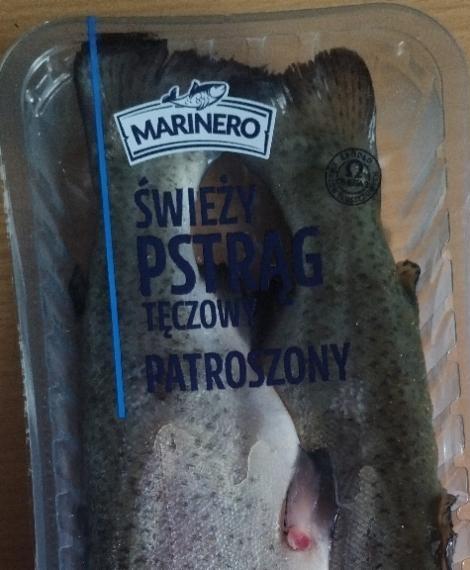 MARINERO
ŚWIEŻY
PSTRĄG
TĘCZOWY
PATROSZONY